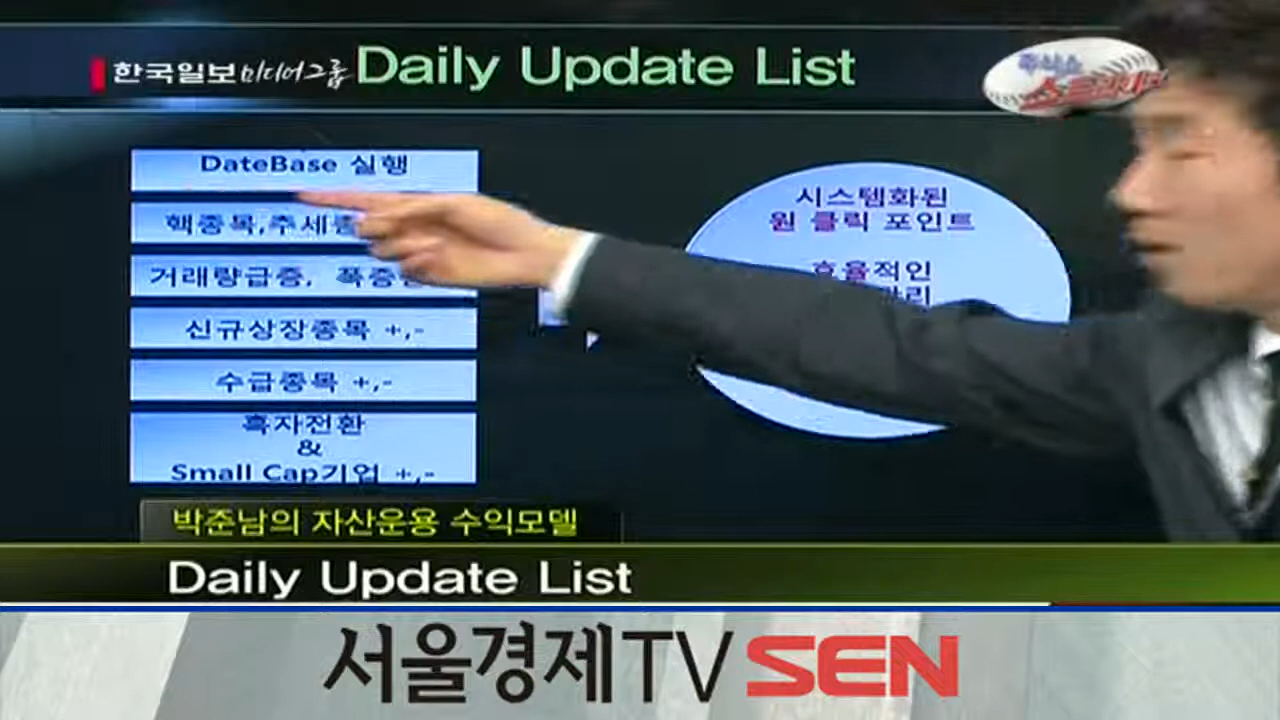 한국일보 미디어그룹
Daily Update List
주식쇼
DateBase 실행
핵종목,추세
거래량급증, 폭증
신규상장종목 +,-
수급종목 +,-
흑자전환
&
Small Cap기업 +,-
시스템화된
원 클릭 포인트
효율적인
박준남의 자산운용 수익모델
Daily Update List
서울경제TV SEN